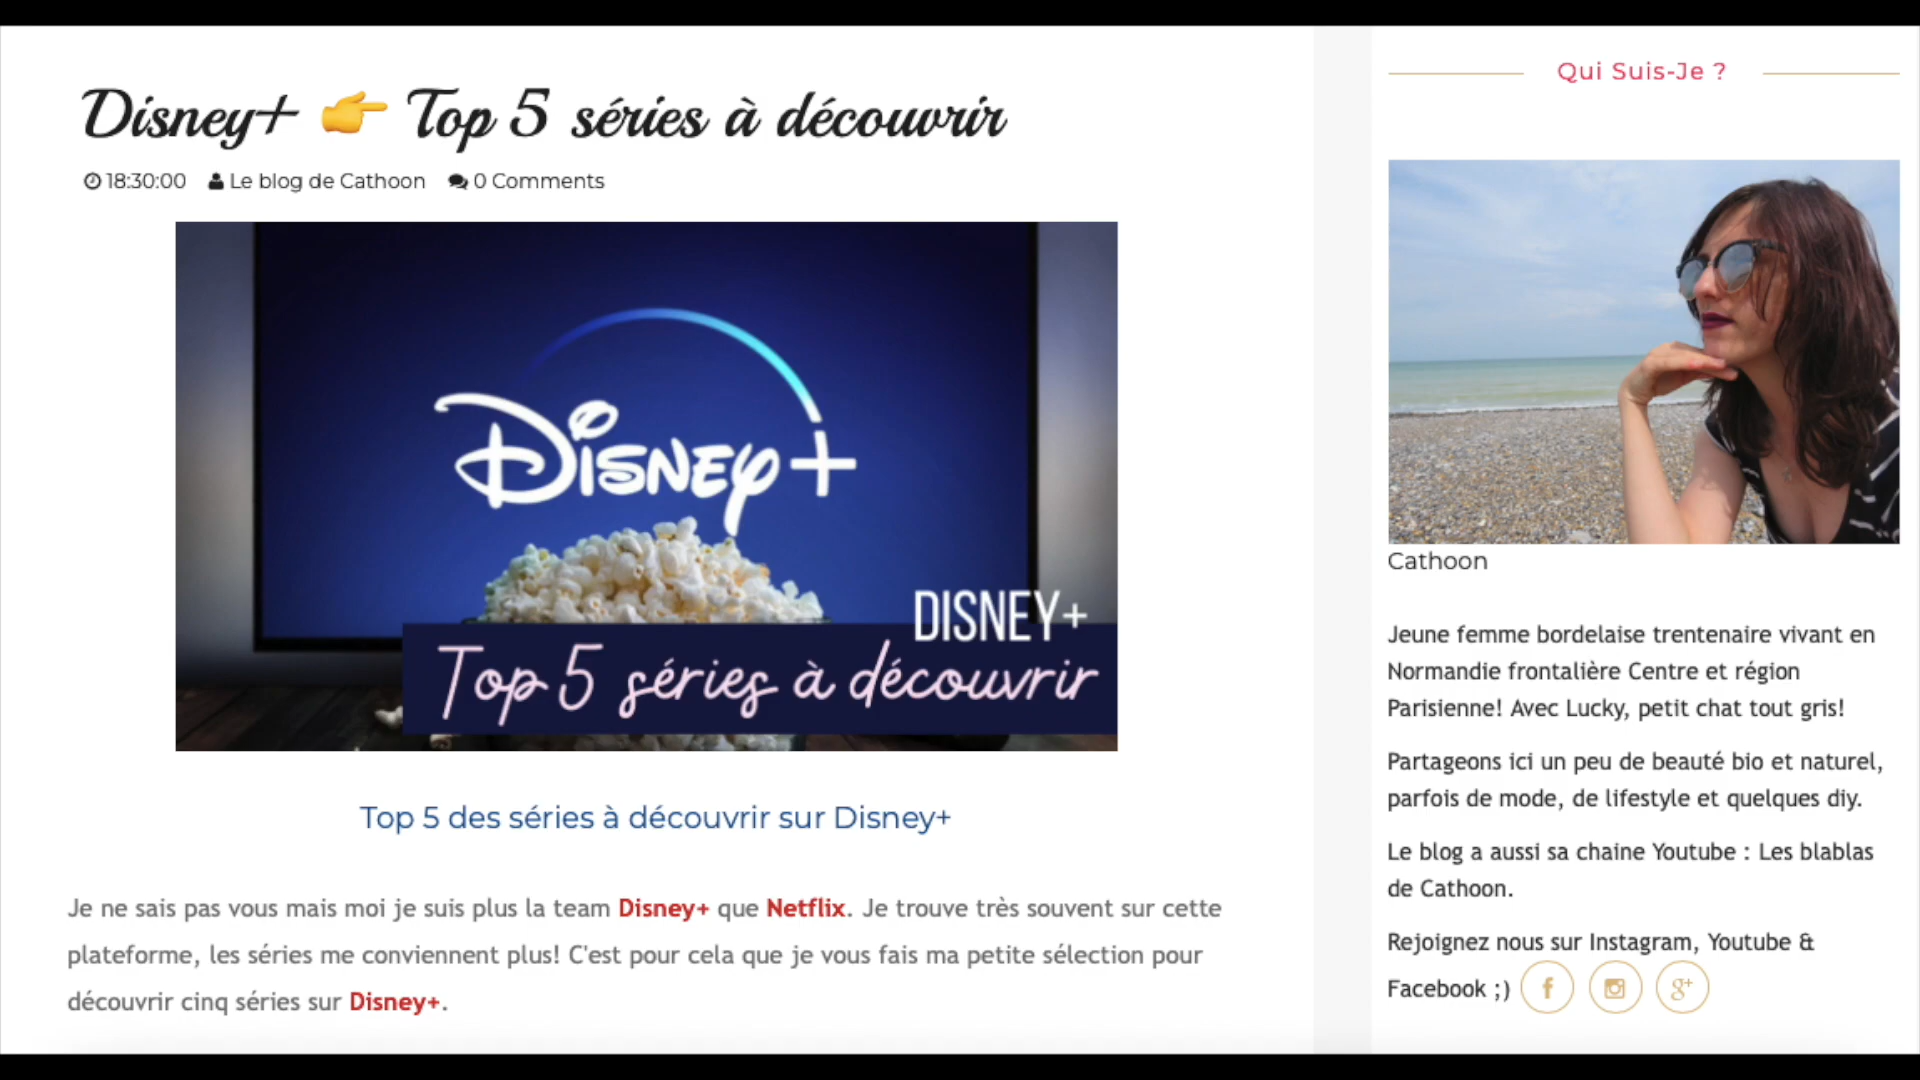 Disney+ 👉 Top 5 séries à découvrir
18:30:00 Le blog de Cathoon 0 Comments
Disney+
DISNEY+
Top 5 séries à découvrir
Top 5 des séries à découvrir sur Disney+
Je ne sais pas vous mais moi je suis plus la team Disney+ que Netflix. Je trouve très souvent sur cette
plateforme, les séries me conviennent plus! C'est pour cela que je vous fais ma petite sélection pour
découvrir cinq séries sur Disney+.
Qui Suis-Je ?
Cathoon
Jeune femme bordelaise trentenaire vivant en
Normandie frontalière Centre et région
Parisienne! Avec Lucky, petit chat tout gris!
Partageons ici un peu de beauté bio et naturel,
parfois de mode, de lifestyle et quelques diy.
Le blog a aussi sa chaine Youtube : Les blablas
de Cathoon.
Rejoignez nous sur Instagram, Youtube &
Facebook ;) f g+